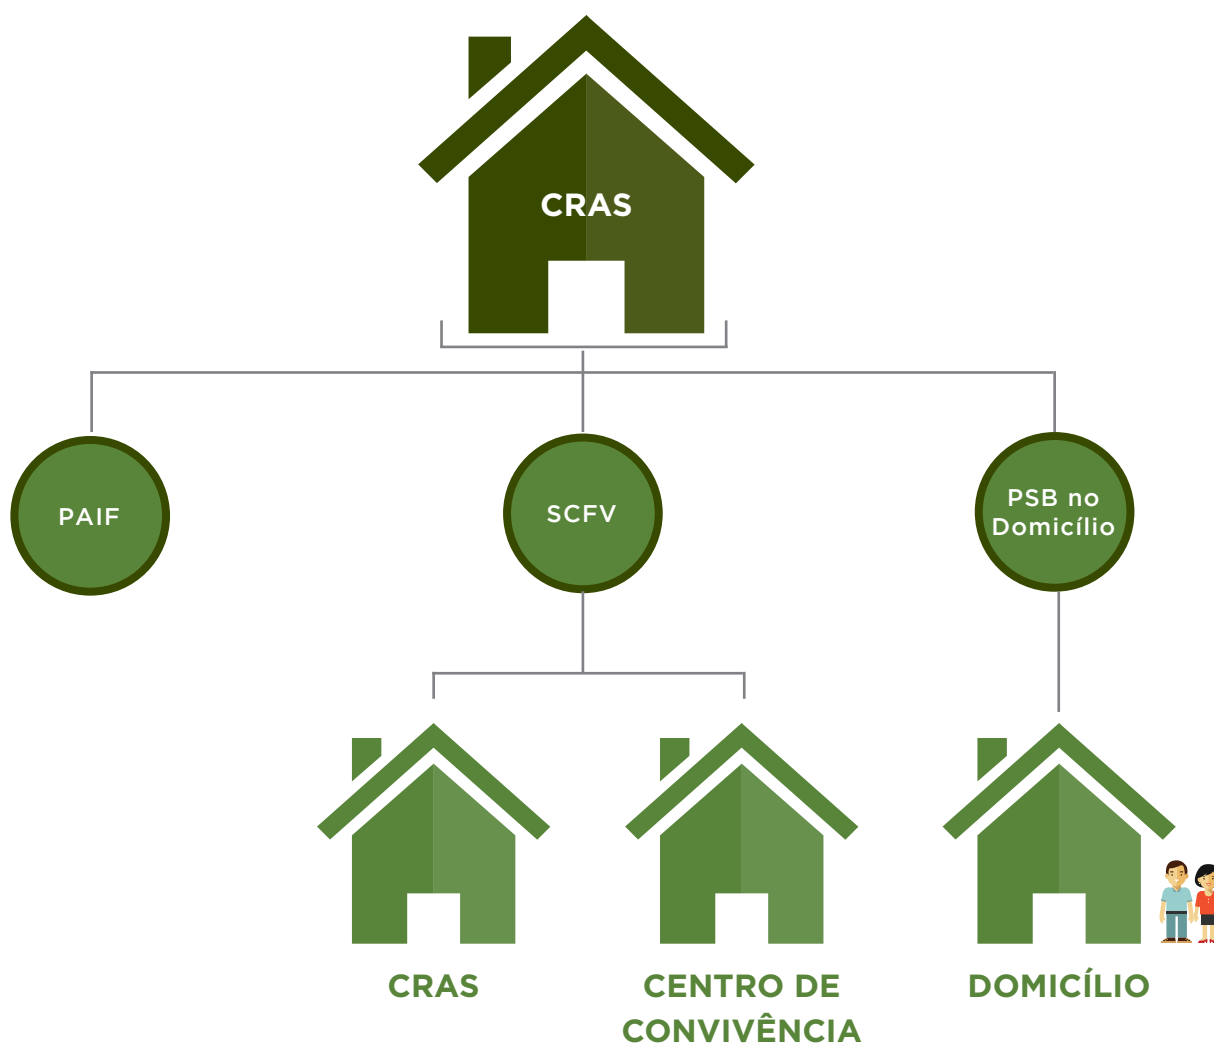 CRAS
PAIF
SCFV
PSB no
Domicílio
CRAS
CENTRO DE
CONVIVÊNCIA
DOMICÍLIO